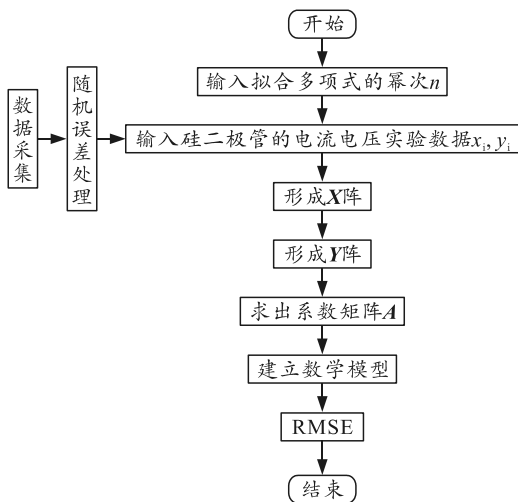 开始
输入拟合多项式的幂次n
数据采集
随机误差处理
输入硅二极管的电流电压实验数据xi, yi
形成X阵
形成Y阵
求出系数矩阵A
建立数学模型
RMSE
结束